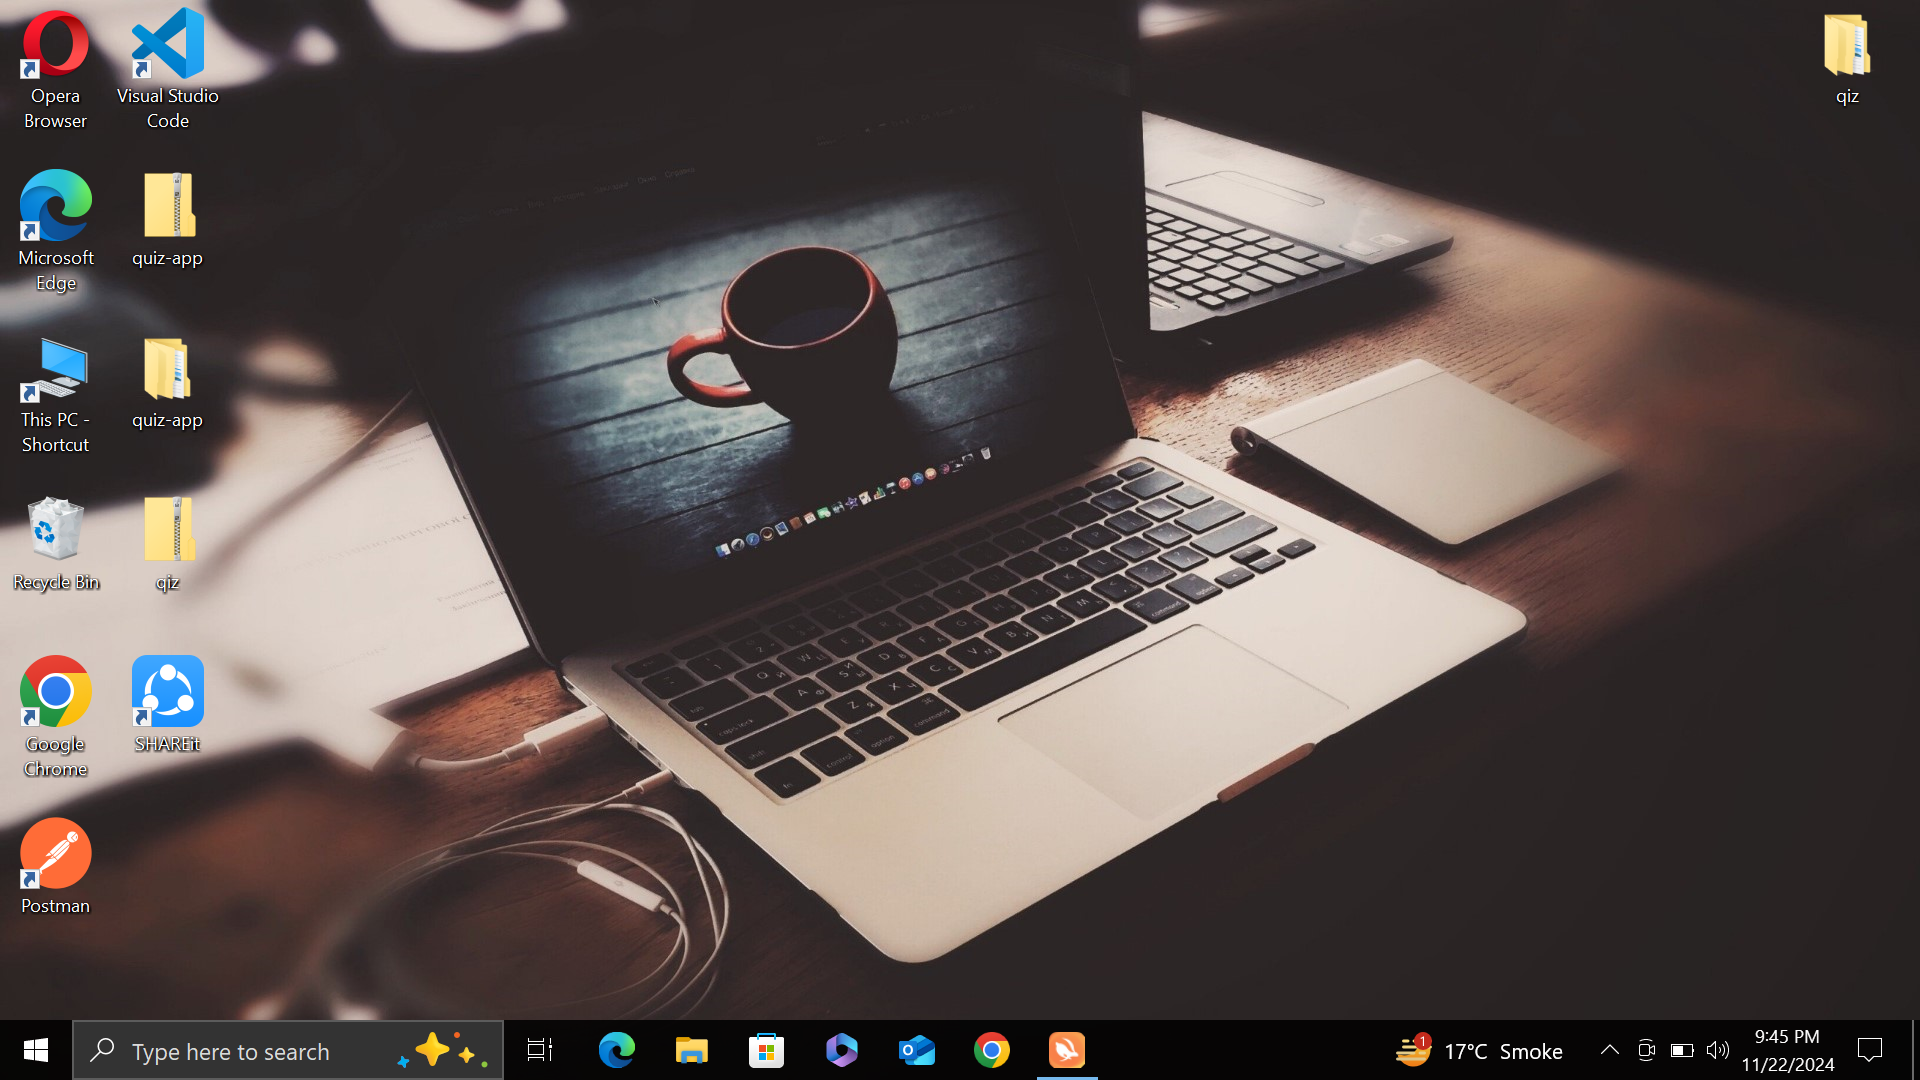 Opera
Browser
Visual Studio
Code
qiz
Microsoft
Edge
quiz-app
This PC -
Shortcut
quiz-app
Recycle Bin
qiz
Google
Chrome
SHAREit
Postman
Type here to search
1
17°C Smoke
9:45 PM
11/22/2024